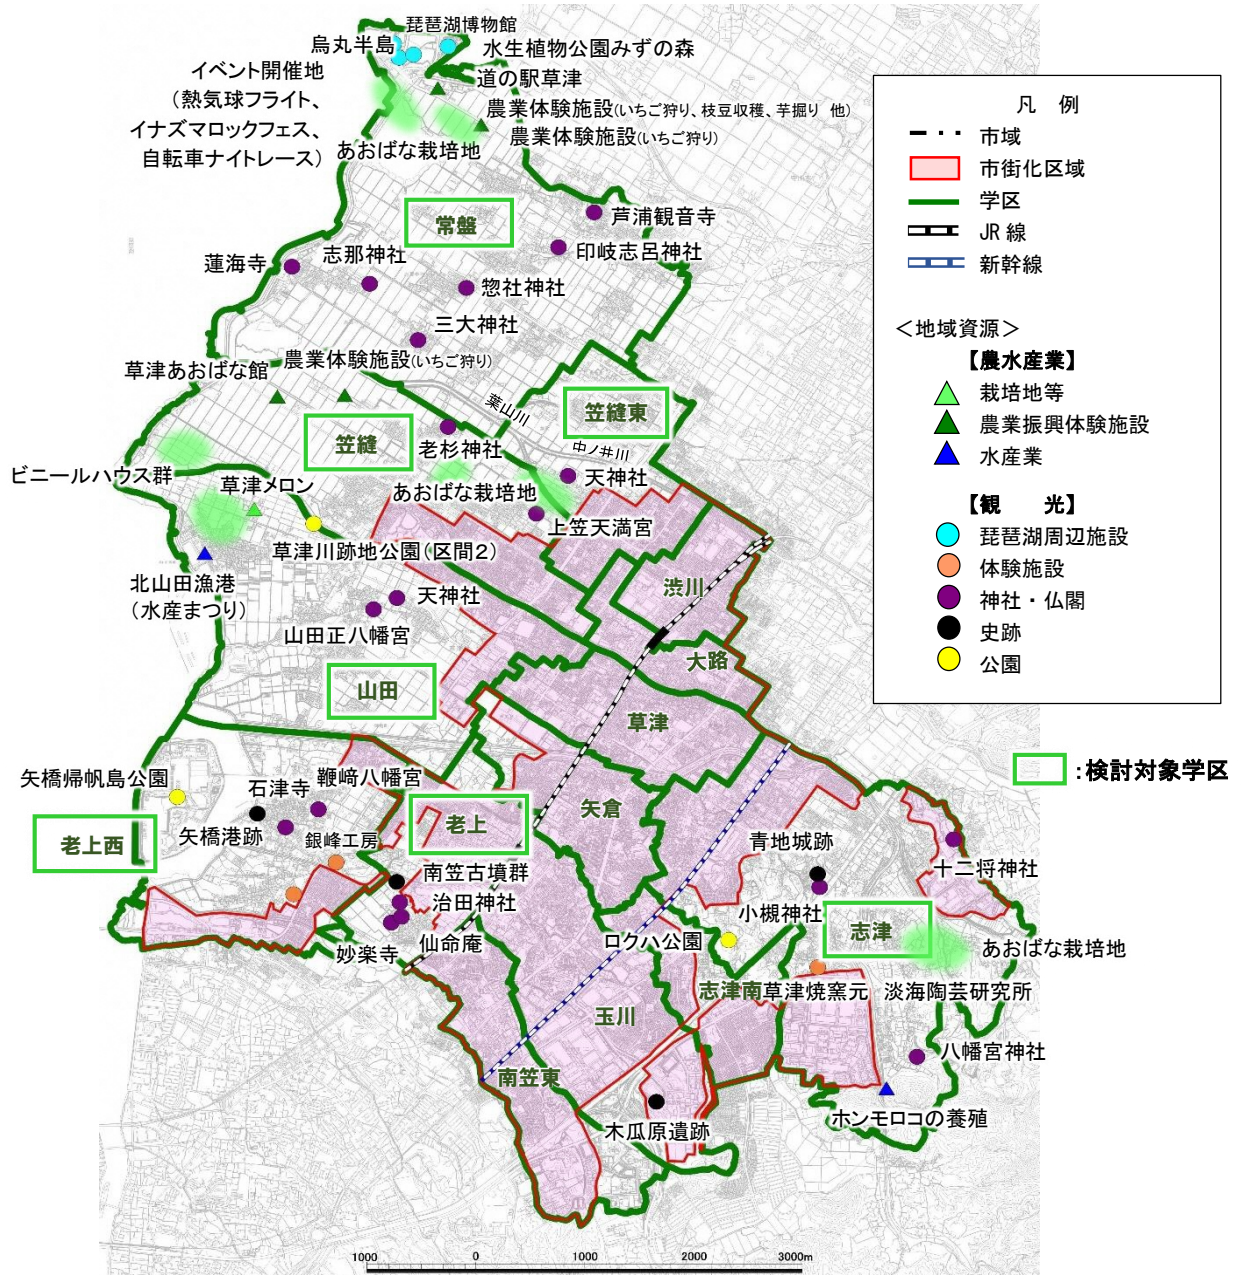 琵琶湖博物館
烏丸半島
水生植物公園みずの森
道の駅草津
イベント開催地
（熱気球フライト、
イナズマロックフェス、
自転車ナイトレース）
農業体験施設(いちご狩り、枝豆収穫、芋掘り 他)
農業体験施設(いちご狩り)
あおばな栽培地
常盤
芦浦観音寺
印岐志呂神社
志那神社
蓮海寺
惣社神社
三大神社
農業体験施設(いちご狩り)
草津あおばな館
葉山川
笠縫東
中ノ井川
笠縫
老杉神社
天神社
ビニールハウス群
草津メロン
あおばな栽培地
上笠天満宮
草津川跡地公園(区間2)
北山田漁港
(水産まつり)
天神社
山田正八幡宮
渋川
大路
山田
草津
矢橋帰帆島公園
石津寺
鞭﨑八幡宮
矢橋港跡
老上
矢倉
老上西
銀峰工房
青地城跡
十二将神社
南笠古墳群
治田神社
小槻神社
志津
妙楽寺
仙命庵
ロクハ公園
あおばな栽培地
志津南
草津焼窯元
淡海陶芸研究所
玉川
八幡宮神社
南笠東
木瓜原遺跡
ホンモロコの養殖
1000
0
1000
2000
3000m
凡 例
市域
市街化区域
学区
JR 線
新幹線
＜地域資源＞
【農水産業】
栽培地等
農業振興体験施設
水産業
【観 光】
琵琶湖周辺施設
体験施設
神社・仏閣
史跡
公園
：検討対象学区